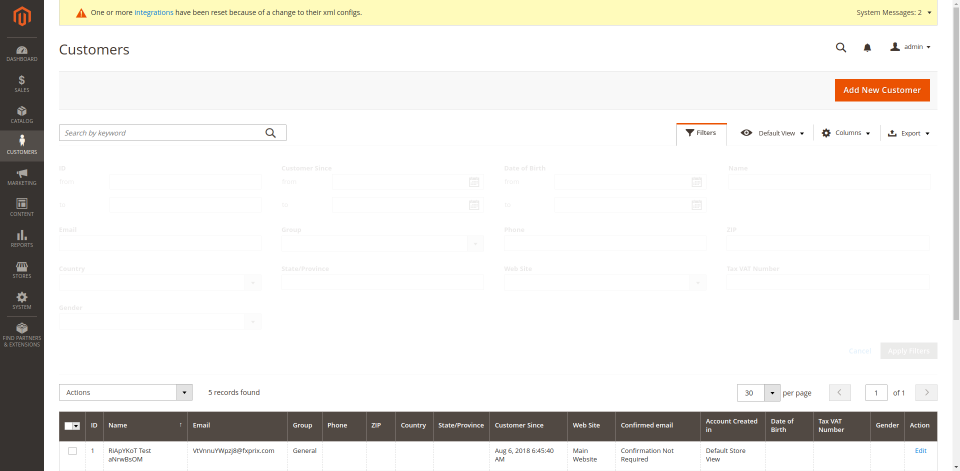 One or more integrations have been reset because of a change to their xml configs.
System Messages: 2
DASHBOARD
SALES
CATALOG
CUSTOMERS
MARKETING
CONTENT
REPORTS
STORES
SYSTEM
FIND PARTNERS
& EXTENSIONS
Customers
admin
Add New Customer
Search by keyword
Filters
Default View
Columns
Export
ID
Customer Since
Date of Birth
Name
From
From
From
to
to
to
Email
Group
Phone
ZIP
Country
State/Province
Web Site
Tax VAT Number
Gender
Cancel
Apply Filters
Actions
5 records found
30
per page
1
of 1
ID
Name
Email
Group
Phone
ZIP
Country
State/Province
Customer Since
Web Site
Confirmed email
Account Created
in
Date of
Birth
Tax VAT
Number
Gender
Action
1
General
Aug 6, 2018 6:45:40
AM
Main
Website
Confirmation Not
Required
Default Store
View
Edit